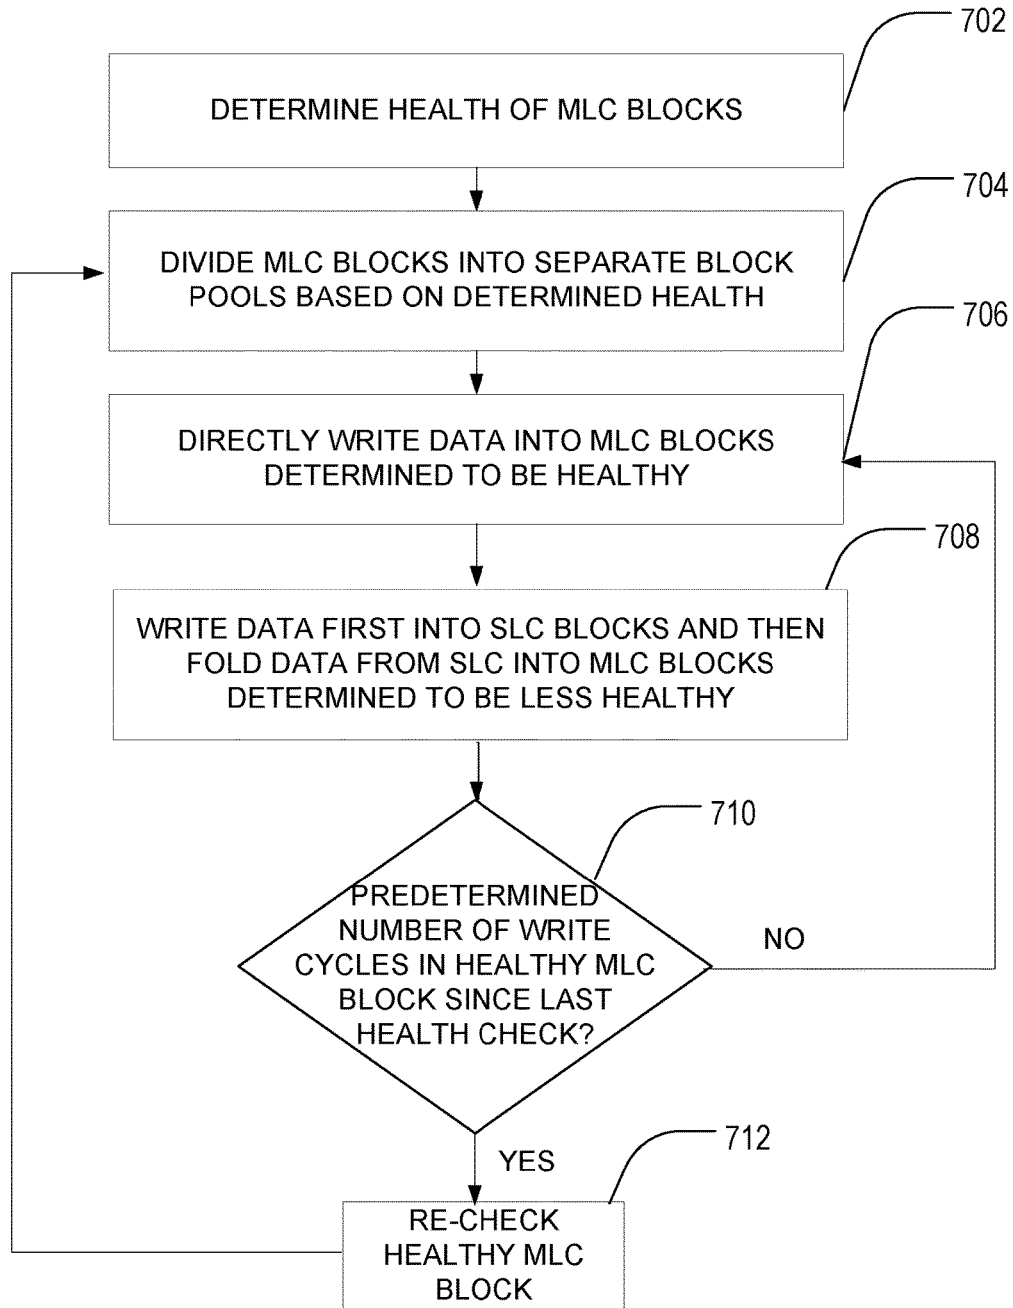 702
DETERMINE HEALTH OF MLC BLOCKS
704
DIVIDE MLC BLOCKS INTO SEPARATE BLOCK
POOLS BASED ON DETERMINED HEALTH
706
DIRECTLY WRITE DATA INTO MLC BLOCKS
DETERMINED TO BE HEALTHY
708
WRITE DATA FIRST INTO SLC BLOCKS AND THEN
FOLD DATA FROM SLC INTO MLC BLOCKS
DETERMINED TO BE LESS HEALTHY
710
PREDETERMINED
NUMBER OF WRITE
CYCLES IN HEALTHY MLC
BLOCK SINCE LAST
HEALTH CHECK?
NO
YES
712
RE-CHECK
HEALTHY MLC
BLOCK